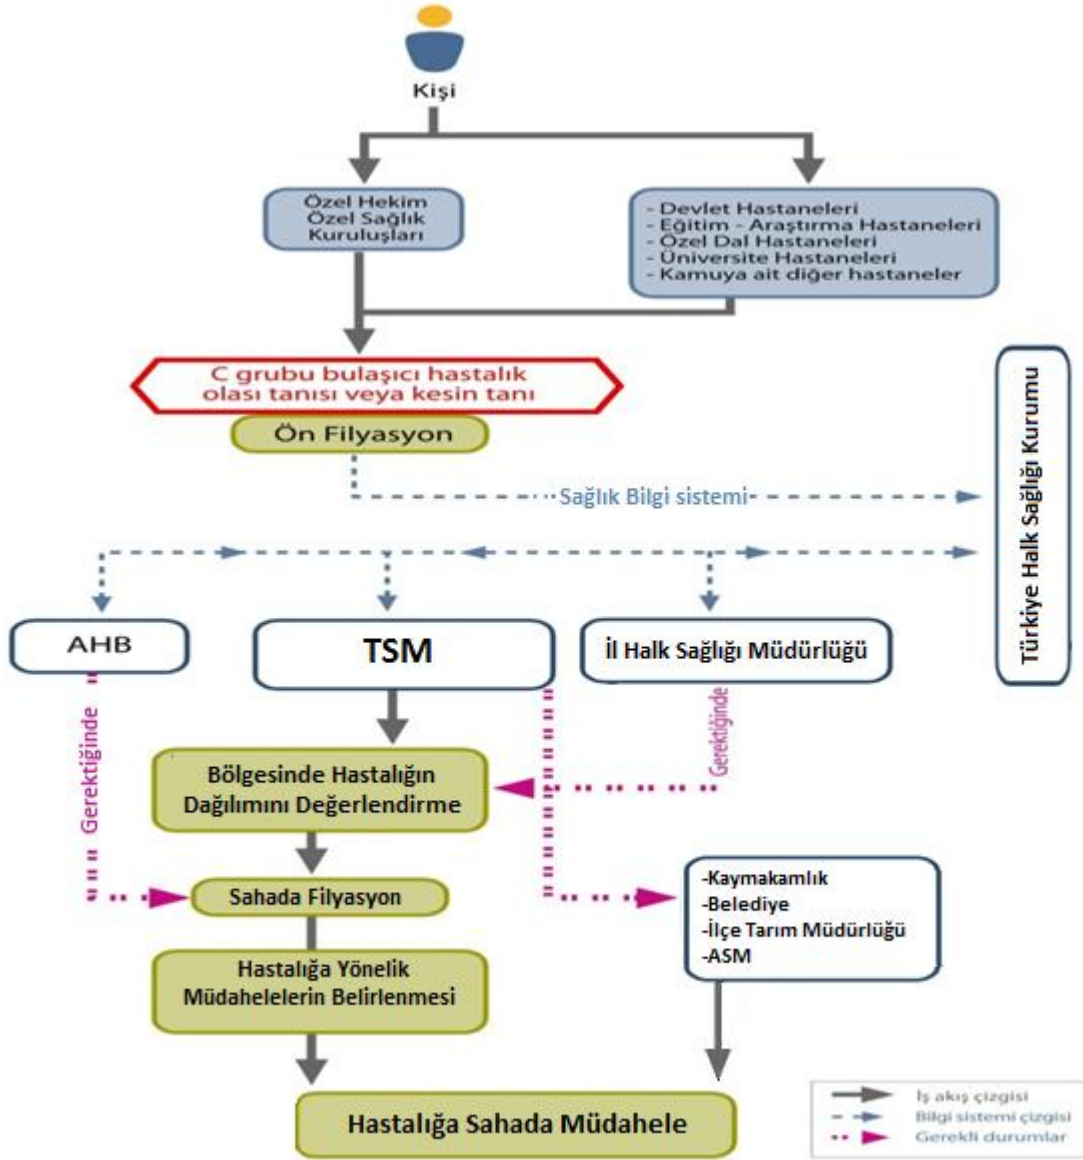 Kişi
Özel Hekim
Özel Sağlık
Kuruluşları
- Devlet Hastaneleri
- Eğitim - Araştırma Hastaneleri
- Özel Dal Hastaneleri
- Üniversite Hastaneleri
- Kamuya ait diğer hastaneler
C grubu bulaşıcı hastalık
olası tanısı veya kesin tanı
Ön Filyasyon
Sağlık Bilgi sistemi
Türkiye Halk Sağlığı Kurumu
AHB
TSM
İl Halk Sağlığı Müdürlüğü
Gerektiğinde
Gerektiğinde
Bölgesinde Hastalığın
Dağılımını Değerlendirme
Sahada Filyasyon
-Kaymakamlık
-Belediye
-İlçe Tarım Müdürlüğü
-ASM
Hastalığa Yönelik
Müdahelelerin Belirlenmesi
Hastalığa Sahada Müdahele
İş akış çizgisi
Bilgi sistemi çizgisi
Gerekli durumlar